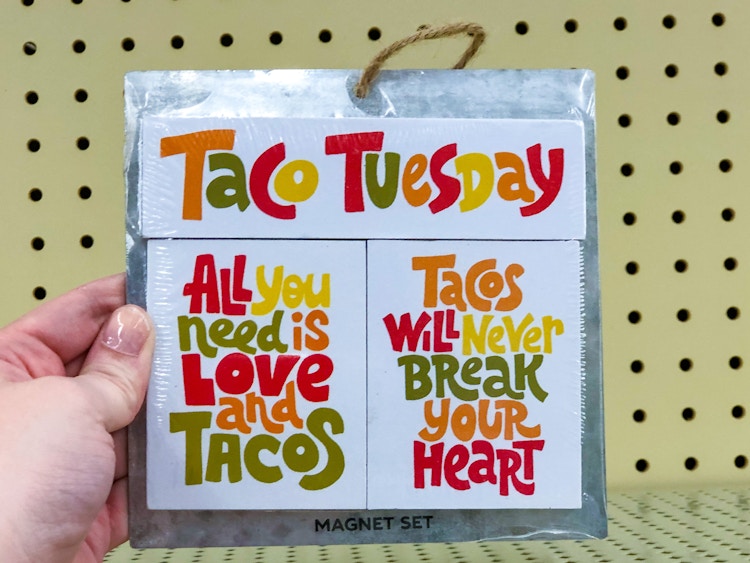 Taco Tuesday
All you
need is
Love
and
Tacos
Tacos
Will Never
Break
Your
Heart
MAGNET SET